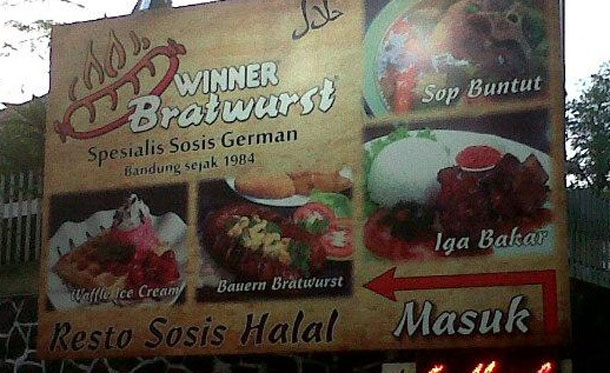 حلال
WINNER
Bratwurst
Spesialis Sosis German
Bandung sejak 1984
Sop Buntut
Iga Bakar
Waffle Ice Cream
Bauern Bratwurst
Resto Sosis Halal
Masuk